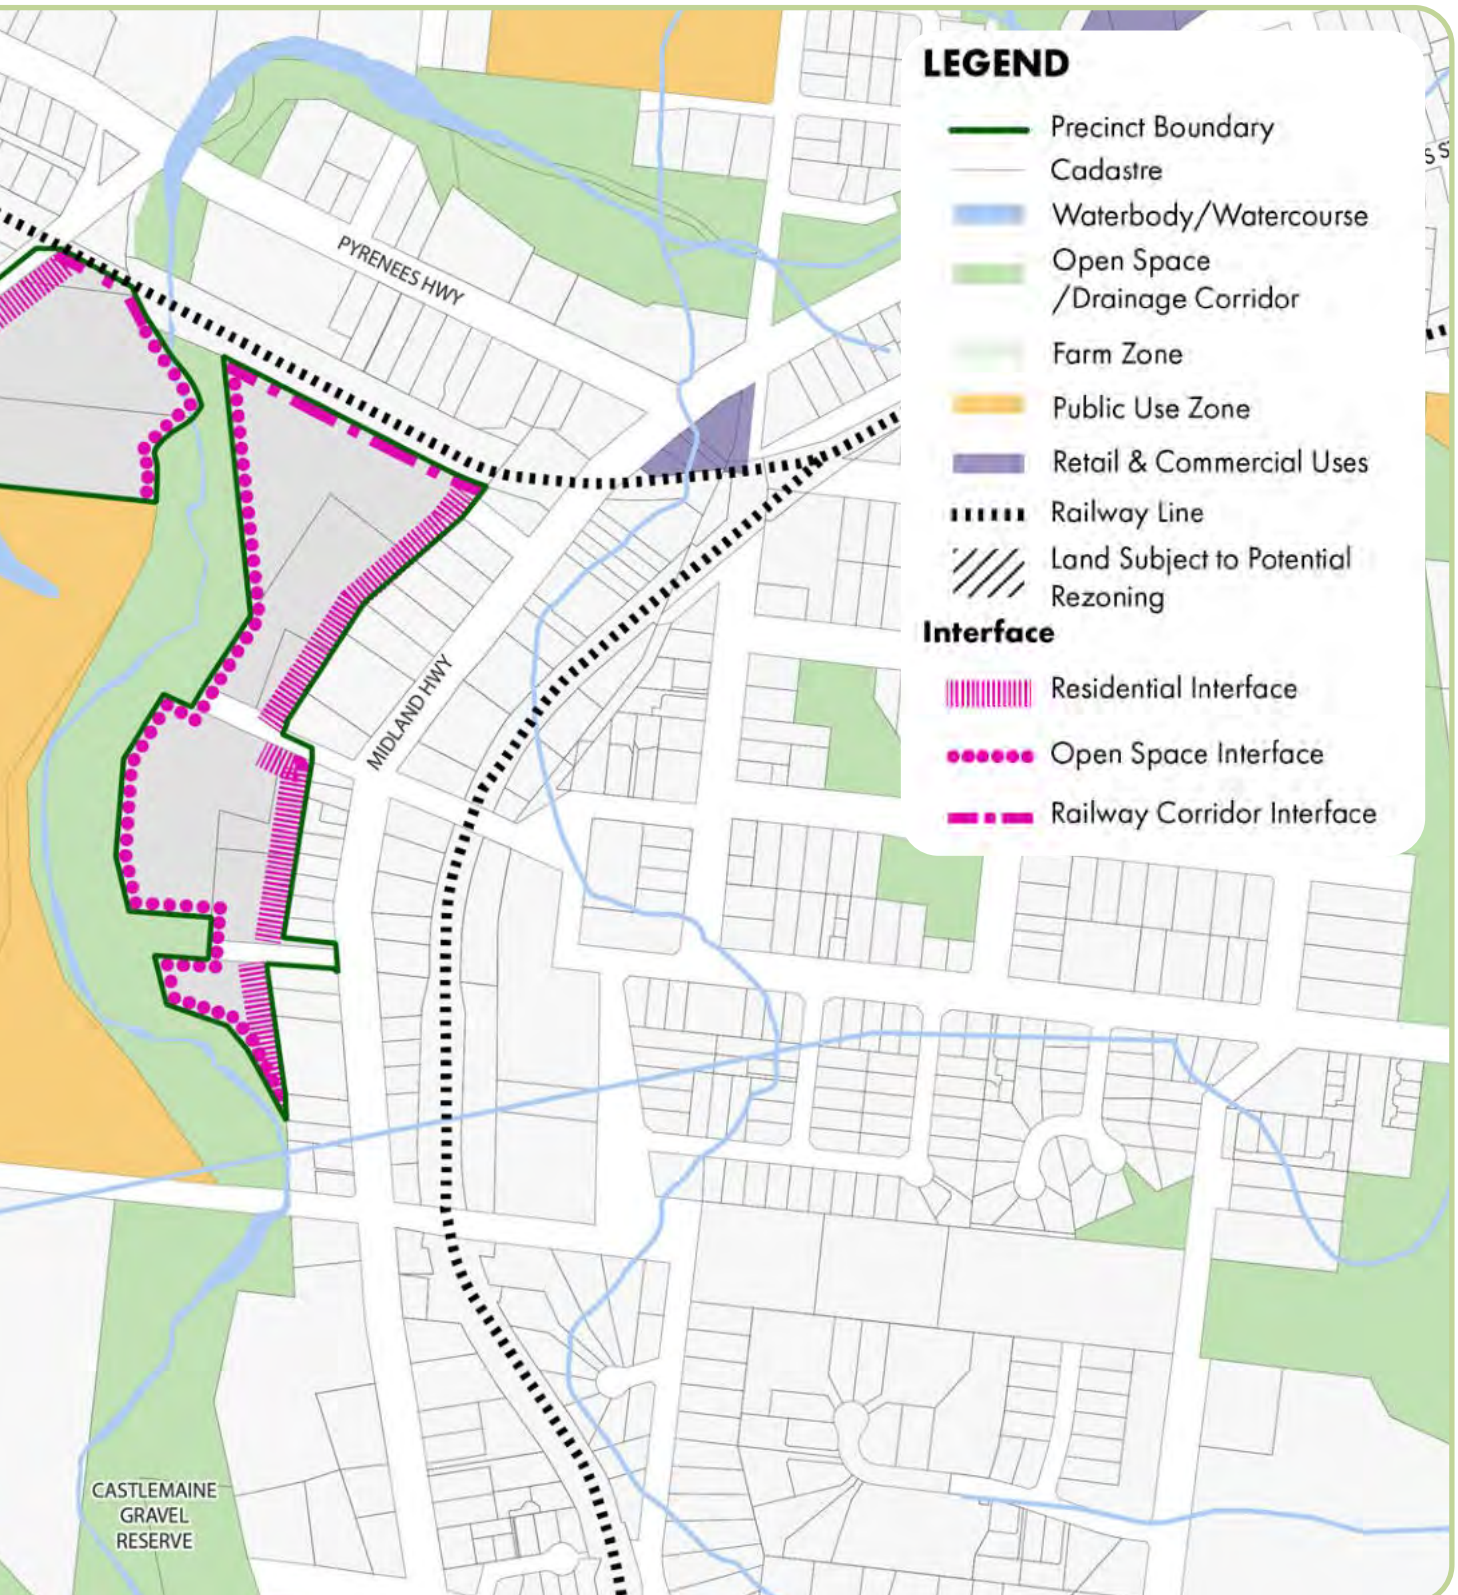 LEGEND
Precinct Boundary
Cadastre
Waterbody/Watercourse
Open Space
/Drainage Corridor
Farm Zone
Public Use Zone
Retail & Commercial Uses
Railway Line
Land Subject to Potential
Rezoning
Interface
Residential Interface
Open Space Interface
Railway Corridor Interface
PYRENEES HWY
MIDLAND HWY
CASTLEMAINE
GRAVEL
RESERVE